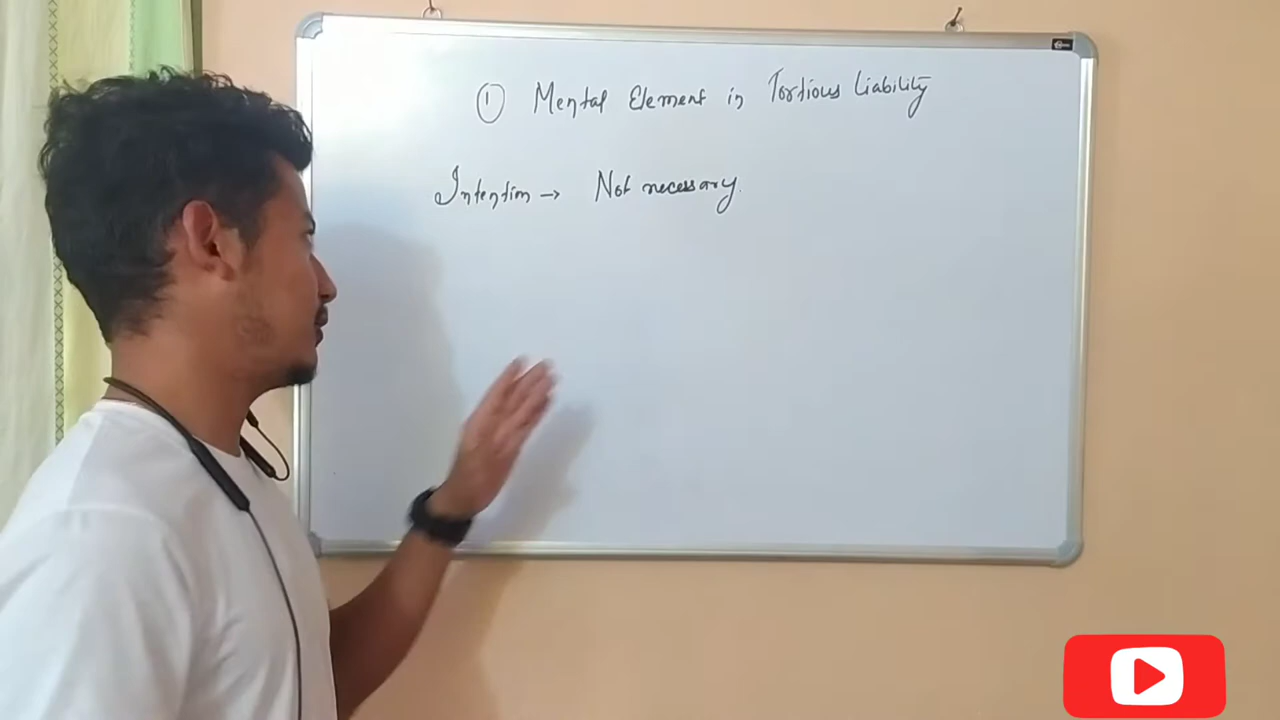 ① Mental Element in Tortious Liability
Intention → Not necessary.